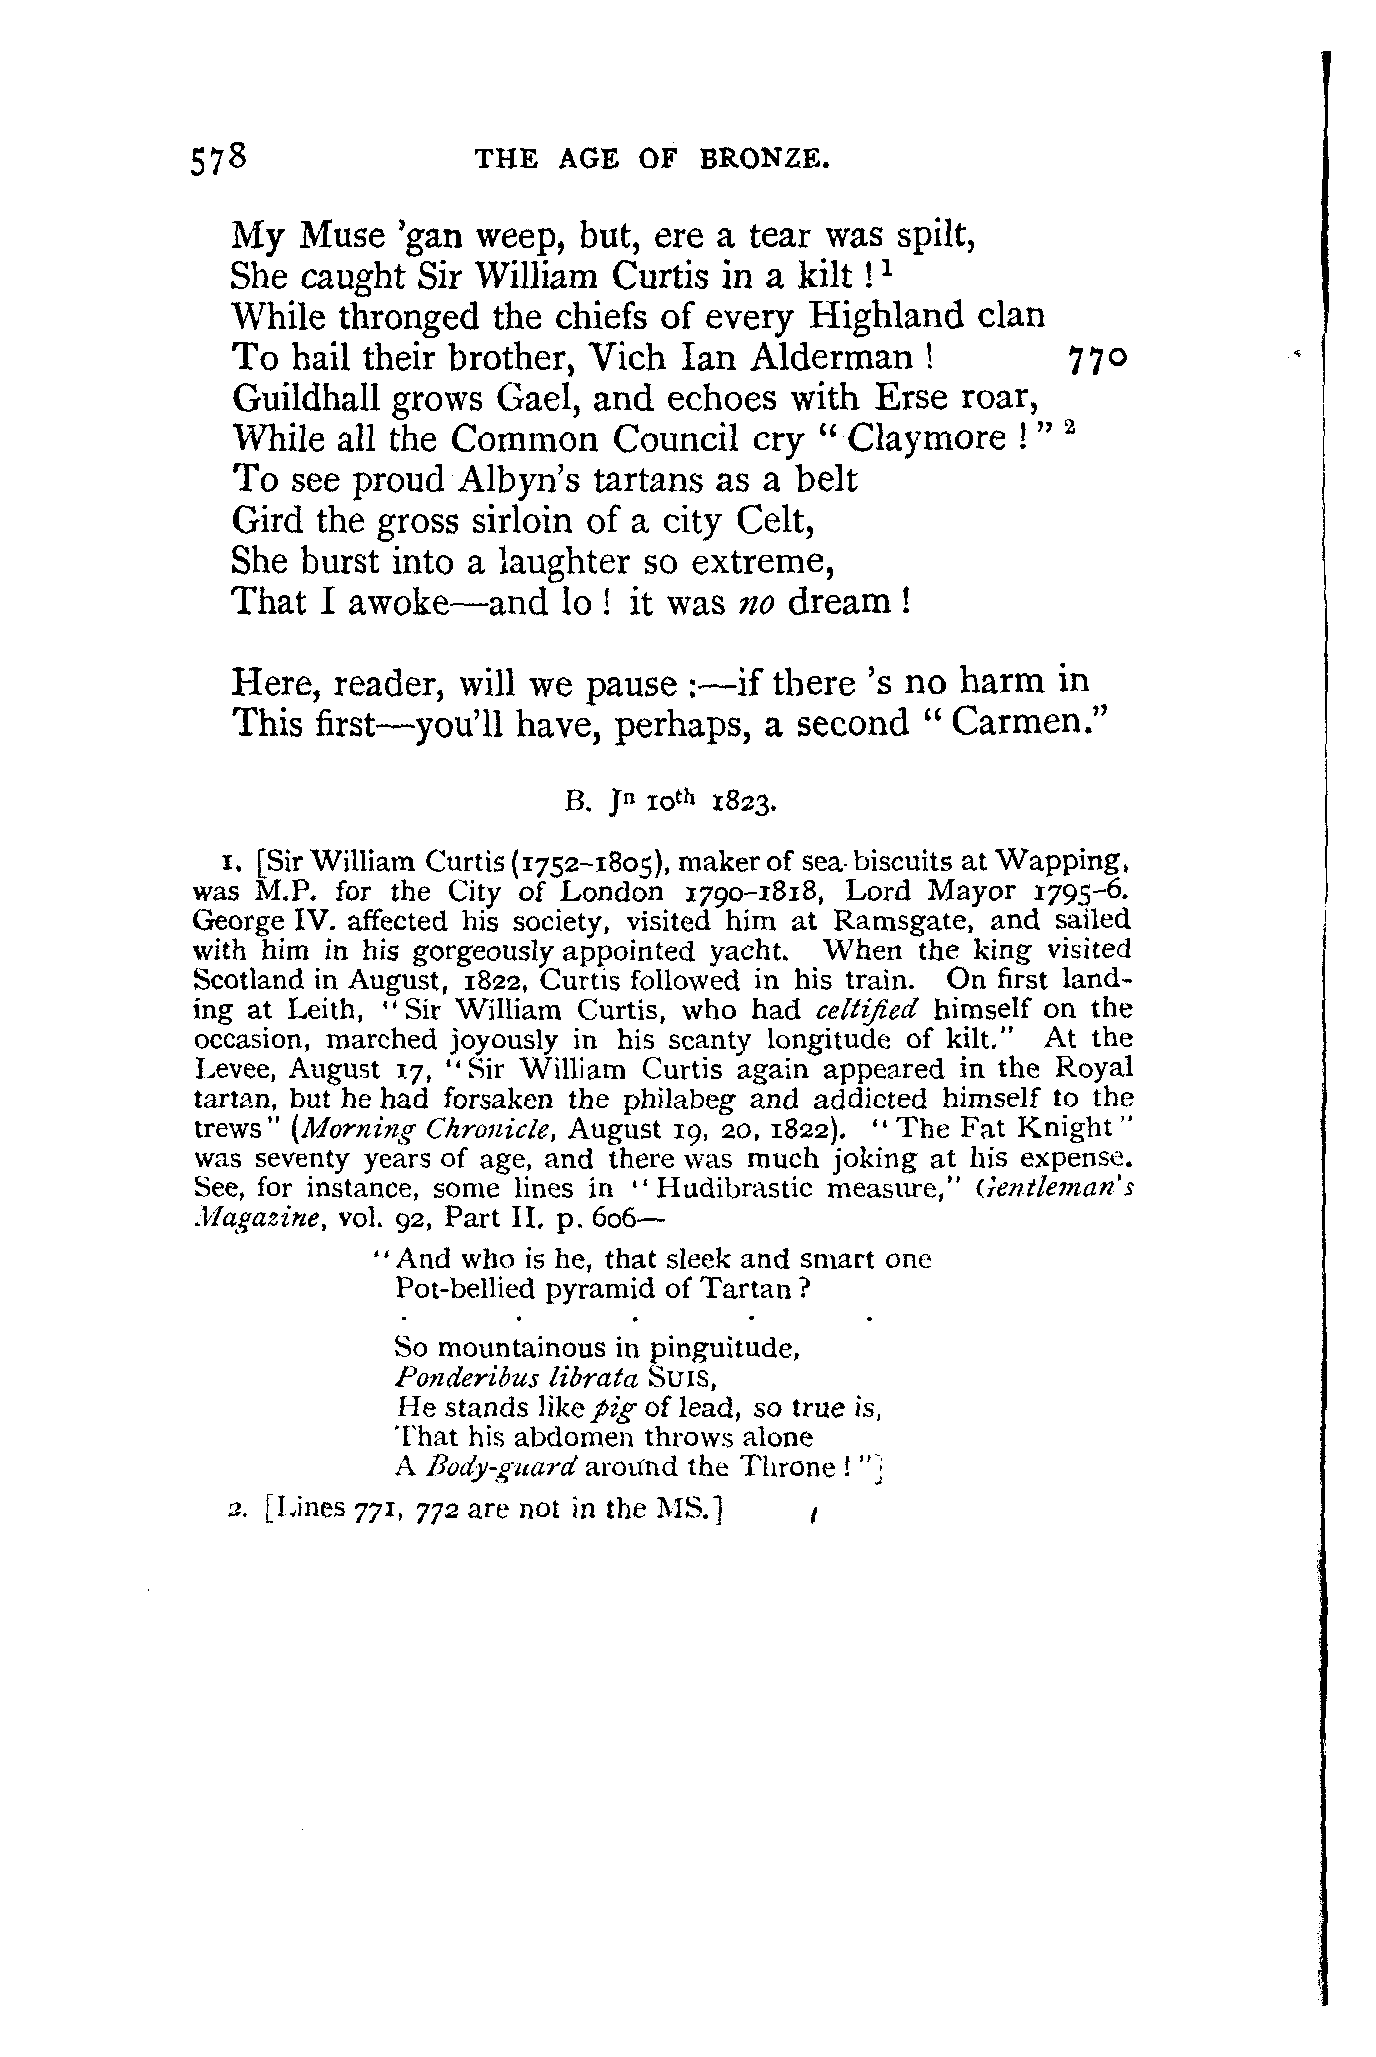 578 THE AGE OF BRONZE.
My Muse 'gan weep, but, ere a tear was spilt,
She caught Sir William Curtis in a kilt ! 1
While thronged the chiefs of every Highland clan
To hail their brother, Vich Ian Alderman ! 770
Guildhall grows Gael, and echoes with Erse roar,
While all the Common Council cry “ Claymore ! ” 2
To see proud Albyn's tartans as a belt
Gird the gross sirloin of a city Celt,
She burst into a laughter so extreme,
That I awoke—and lo ! it was no dream !
Here, reader, will we pause :—if there 's no harm in
This first—you'll have, perhaps, a second “ Carmen.”
B. Jn 10th 1823.
1. [Sir William Curtis (1752–1805), maker of sea-biscuits at Wapping,
was M.P. for the City of London 1790–1818, Lord Mayor 1795–6.
George IV. affected his society, visited him at Ramsgate, and sailed
with him in his gorgeously appointed yacht. When the king visited
Scotland in August, 1822, Curtis followed in his train. On first land-
ing at Leith, “ Sir William Curtis, who had celtified himself on the
occasion, marched joyously in his scanty longitude of kilt.” At the
Levee, August 17, “ Sir William Curtis again appeared in the Royal
tartan, but he had forsaken the philabeg and addicted himself to the
trews ” (Morning Chronicle, August 19, 20, 1822). “ The Fat Knight ”
was seventy years of age, and there was much joking at his expense.
See, for instance, some lines in “ Hudibrastic measure,” Gentleman's
Magazine, vol. 92, Part II. p. 606—
“ And who is he, that sleek and smart one
Pot-bellied pyramid of Tartan ?
. . . . .
So mountainous in pinguitude,
Ponderibus librata SUIS,
He stands like pig of lead, so true is,
That his abdomen throws alone
A Body-guard around the Throne ! ”]
2. [Lines 771, 772 are not in the MS.]